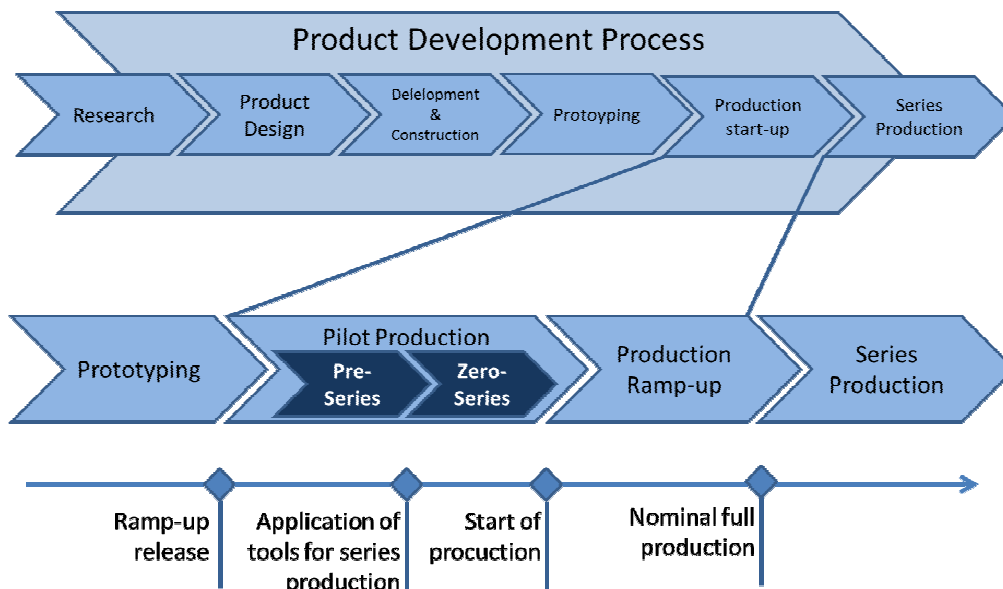 Product Development Process
Research
Product
Design
Delelopment
&
Construction
Protoyping
Production
start-up
Series
Production
Prototyping
Pilot Production
Pre-
Series
Zero-
Series
Production
Ramp-up
Series
Production
Ramp-up
release
Application of
tools for series
production
Start of
procuction
Nominal full
production